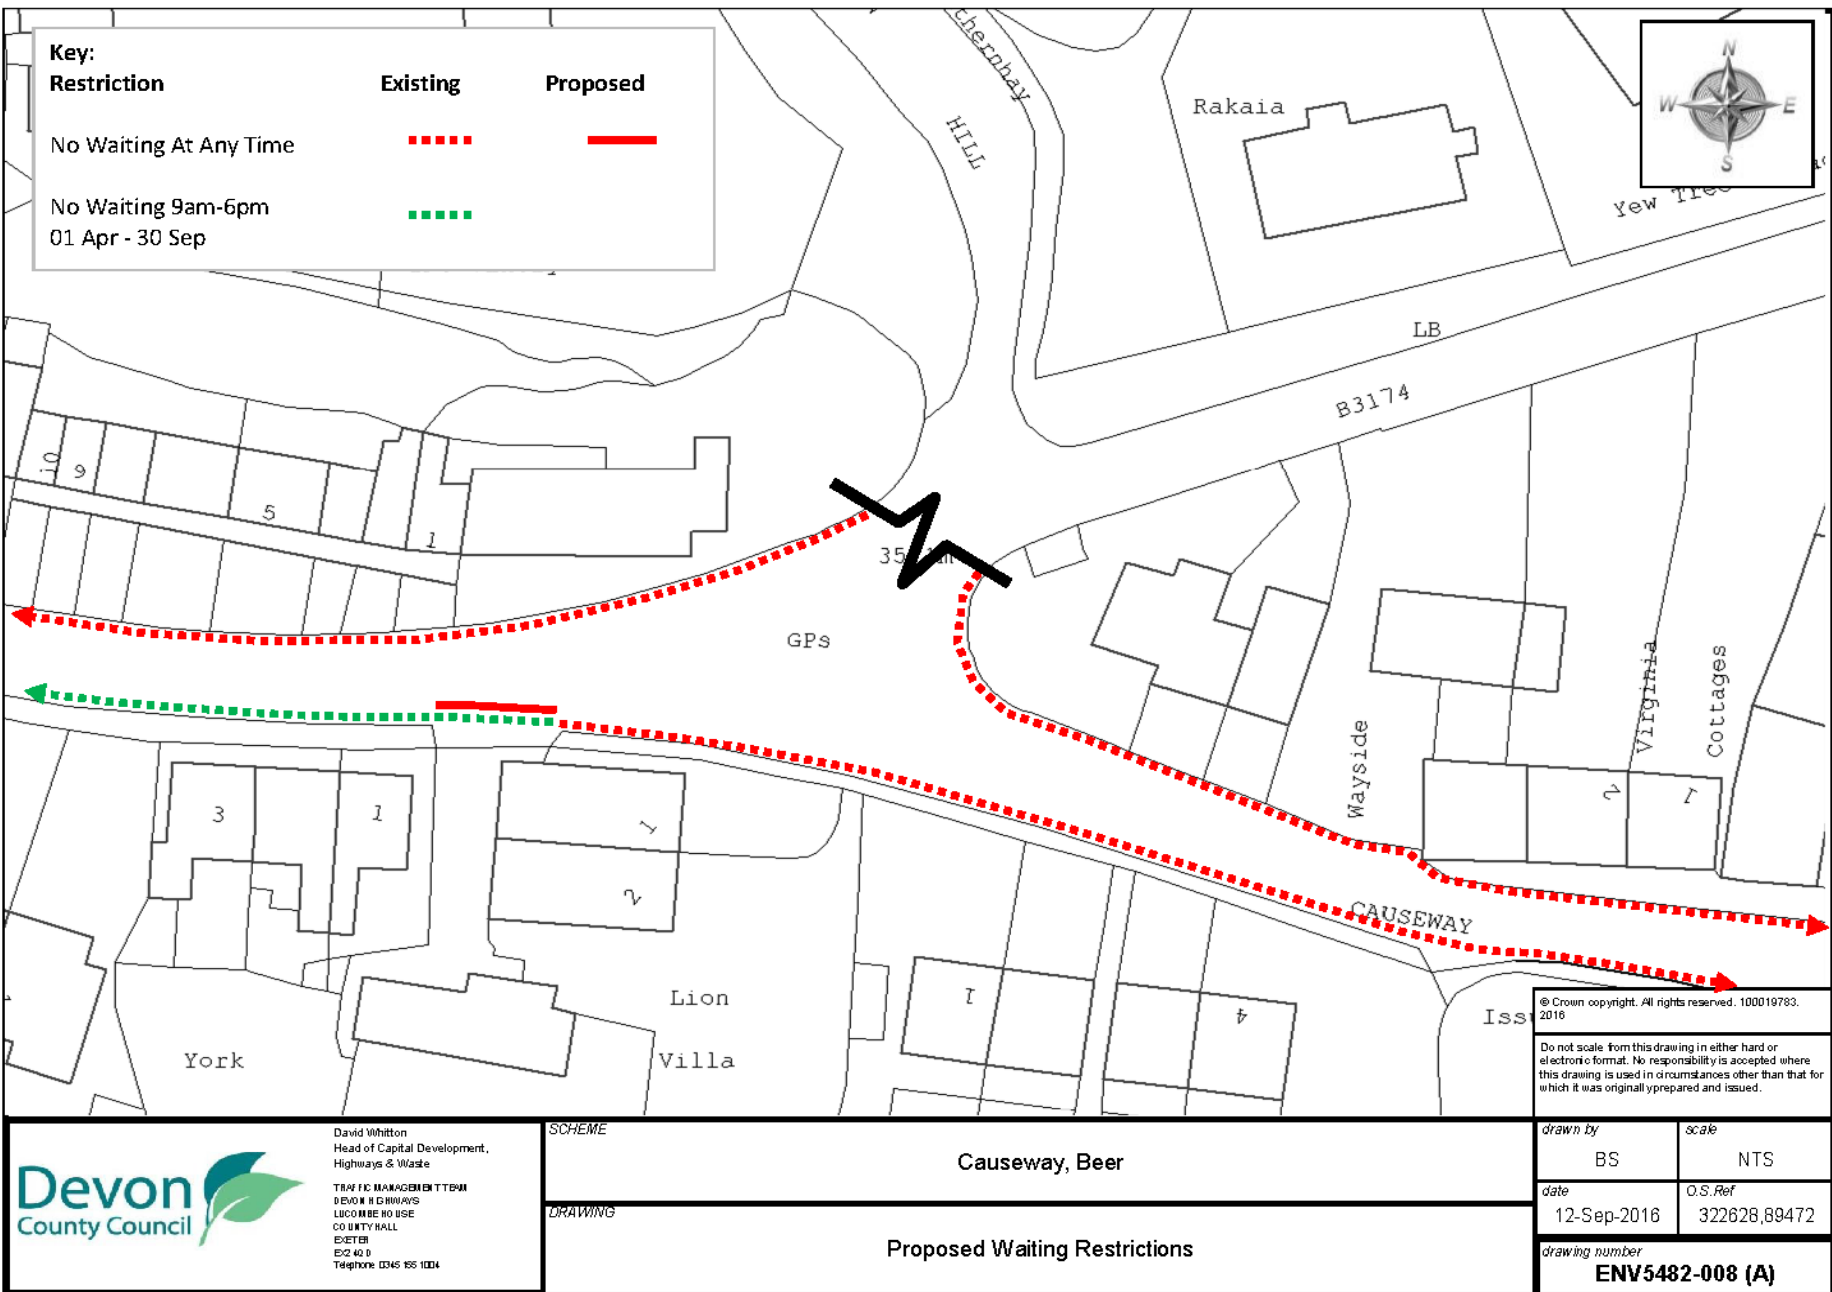 Key:
Restriction Existing Proposed
No Waiting At Any Time
No Waiting 9am-6pm
01 Apr - 30 Sep
thernhay
HILL
Rakaia
N
W E
S
Yew Tree
LB
B3174
10
9
5
1
GPs
Wayside
Virginia
Cottages
2
1
3
1
1
2
CAUSEWAY
Lion
Villa
York
1
4
© Crown copyright. All rights reserved. 100019783.
2016
Do not scale from this drawing in either hard or
electronic format. No responsibility is accepted where
this drawing is used in circumstances other than that for
which it was originally prepared and issued.
Devon
County Council
David Whitton
Head of Capital Development,
Highways & Waste
TRAFFIC MANAGEMENT TEAM
DEVON HIGHWAYS
LUCOMBE HOUSE
COUNTY HALL
EXETER
EX2 4QD
Telephone 0345 155 1004
SCHEME
Causeway, Beer
DRAWING
Proposed Waiting Restrictions
drawn by
BS
scale
NTS
date
12-Sep-2016
O.S.Ref
322628,89472
drawing number
ENV5482-008 (A)